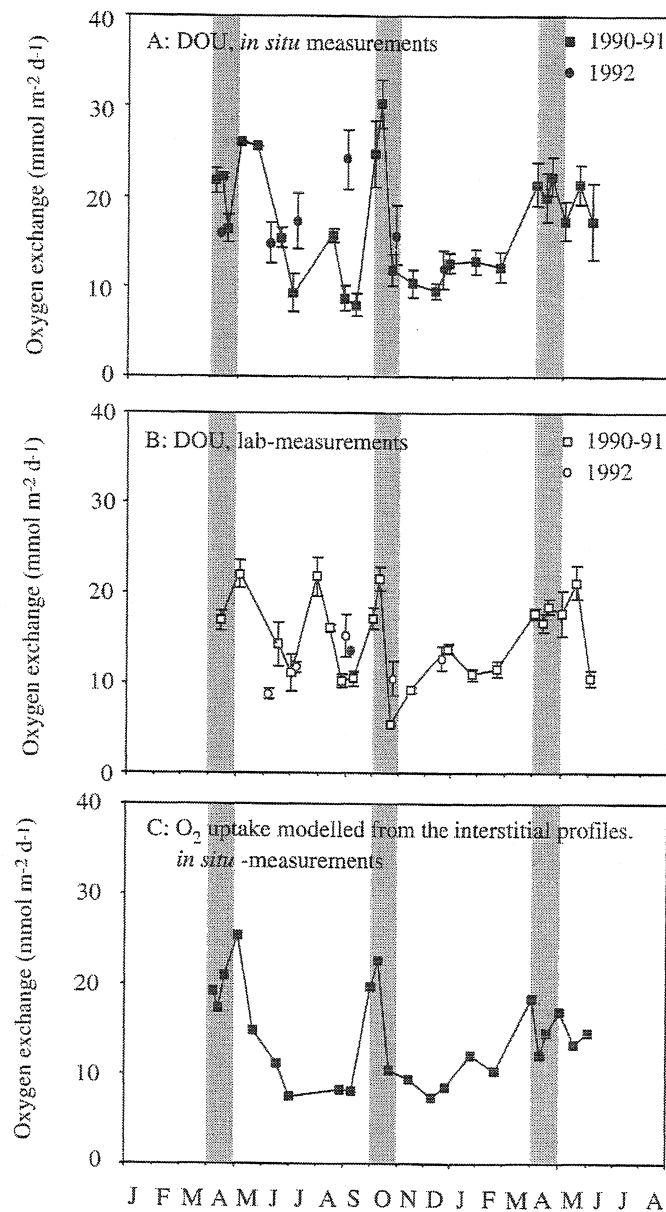 40
A: DOU, in situ measurements
1990-91
1992
30
20
10
0
Oxygen exchange (mmol m-2 d-1)
40
B: DOU, lab-measurements
1990-91
1992
30
20
10
0
Oxygen exchange (mmol m-2 d-1)
40
C: O2 uptake modelled from the interstitial profiles.
in situ -measurements
30
20
10
0
Oxygen exchange (mmol m-2 d-1)
J F M A M J J A S O N D J F M A M J J A